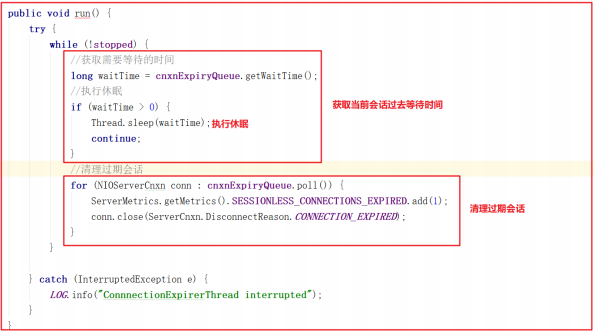 public void run() {
try {
while (!stopped) {
//获取需要等待的时间
long waitTime = cnxnExpiryQueue.getWaitTime();
//执行休眠
if (waitTime > 0) {
Thread.sleep(waitTime);执行休眠
continue;
}
获取当前会话过去等待时间
//清理过期会话
for (NIOServerCnxn conn : cnxnExpiryQueue.poll()) {
ServerMetrics.getMetrics().SESSIONLESS_CONNECTIONS_EXPIRED.add(1);
conn.close(ServerCnxn.DisconnectReason.CONNECTION_EXPIRED);
}
清理过期会话
}
} catch (InterruptedException e) {
LOG.info("ConnnectionExpirerThread interrupted");
}
}